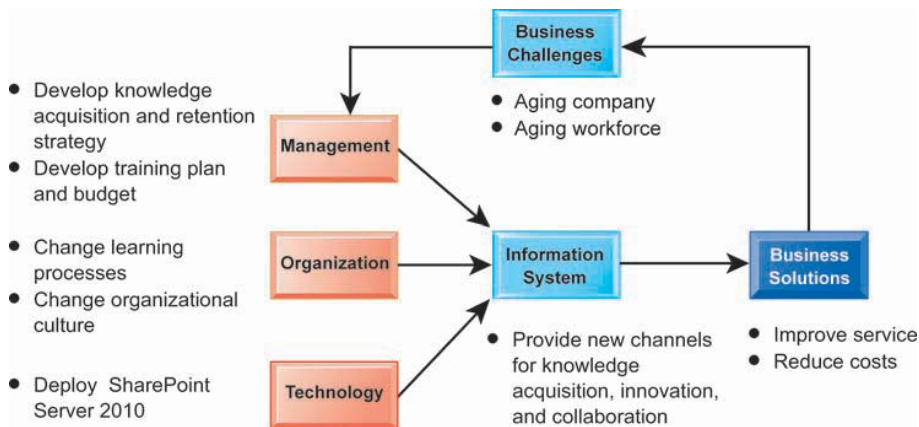 Business
Challenges
• Aging company
• Aging workforce
• Develop knowledge
acquisition and retention
strategy
• Develop training plan
and budget
Management
• Change learning
processes
• Change organizational
culture
Organization
Information
System
Business
Solutions
• Provide new channels
for knowledge
acquisition, innovation,
and collaboration
• Improve service
• Reduce costs
• Deploy SharePoint
Server 2010
Technology